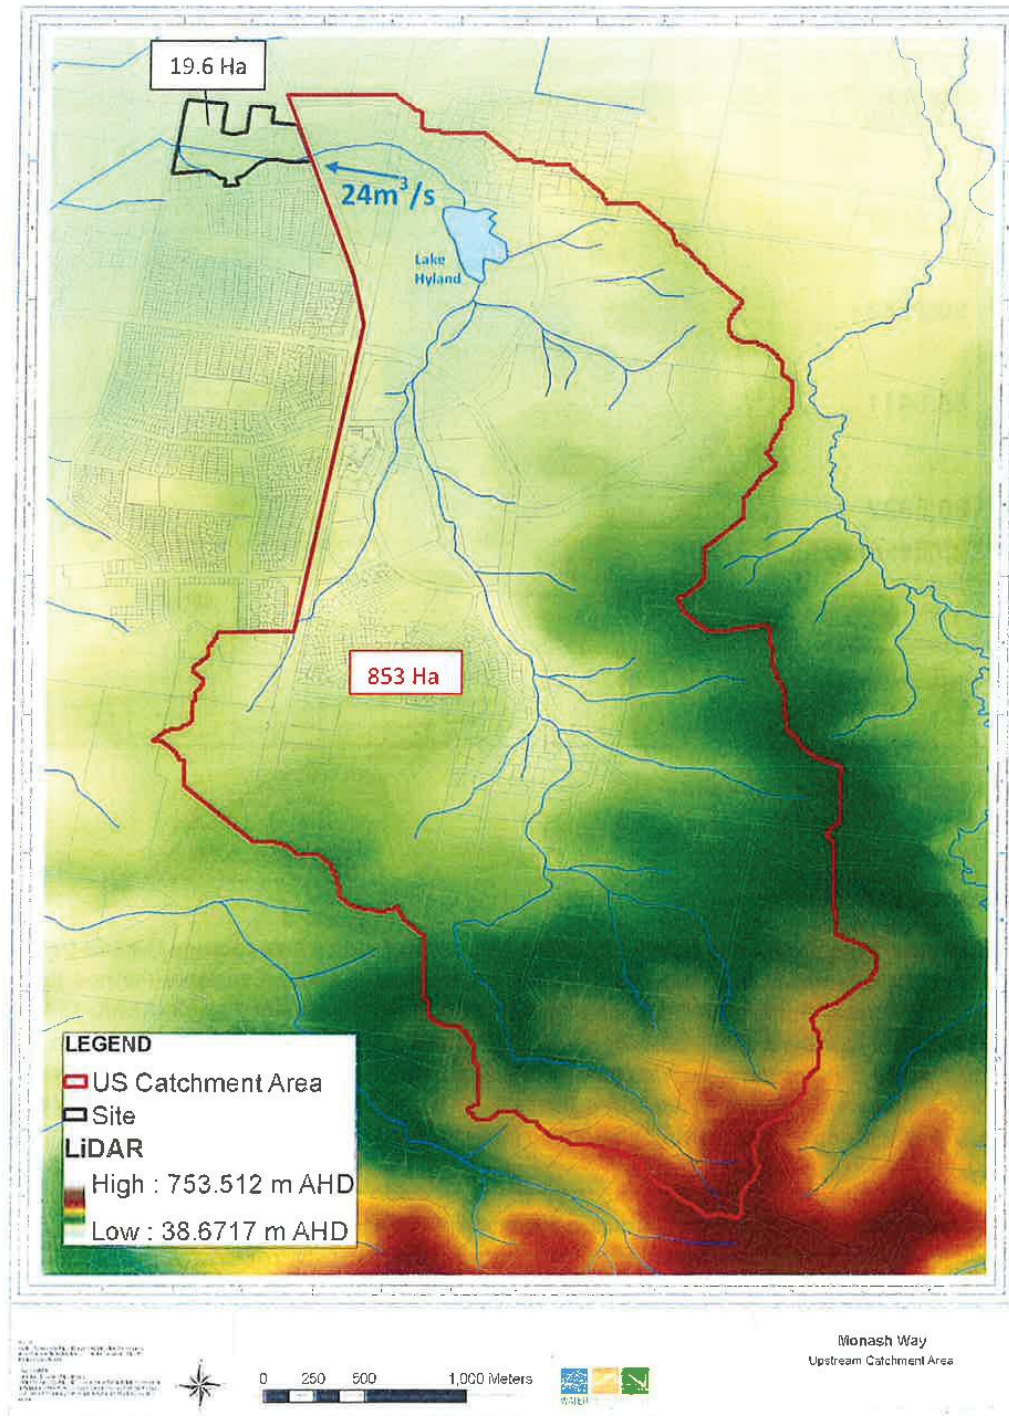 19.6 Ha
24m³/s
Lake
Hyland
853 Ha
LEGEND
US Catchment Area
Site
LiDAR
High : 753.512 m AHD
Low : 38.6717 m AHD
Monash Way
Upstream Catchment Area
0 250 500 1,000 Meters
WATER